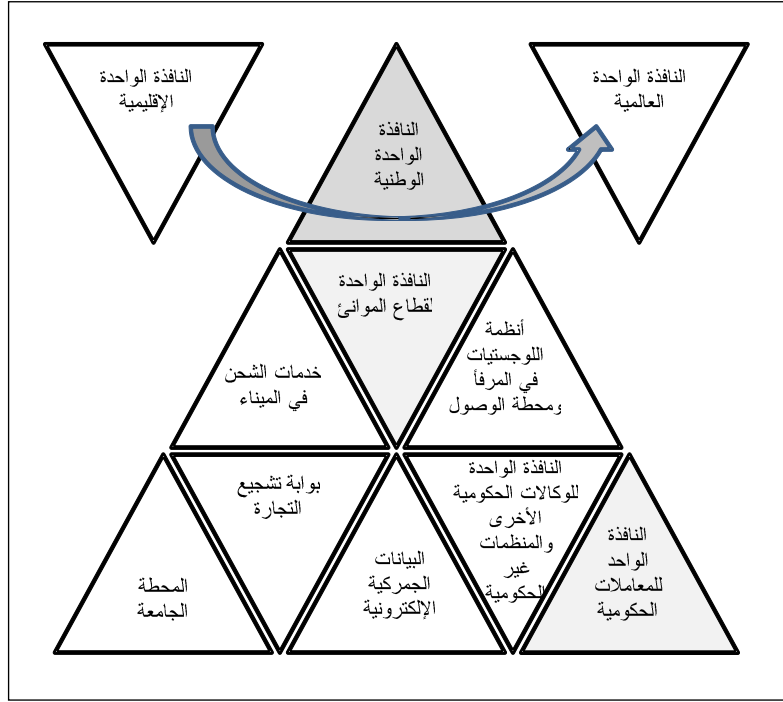 النافذة الواحدة
الإقليمية
النافذة
الواحدة
الوطنية
النافذة الواحدة
العالمية
النافذة الواحدة
لقطاع الموانئ
خدمات الشحن
في الميناء
أنظمة
اللوجستيات
في المرفأ
ومحطة الوصول
المحطة
الجامعة
بوابة تشجيع
التجارة
البيانات
الجمركية
الإلكترونية
النافذة الواحدة
للوكالات الحكومية
الأخرى
والمنظمات
غير
الحكومية
النافذة
الواحد
للمعاملات
الحكومية